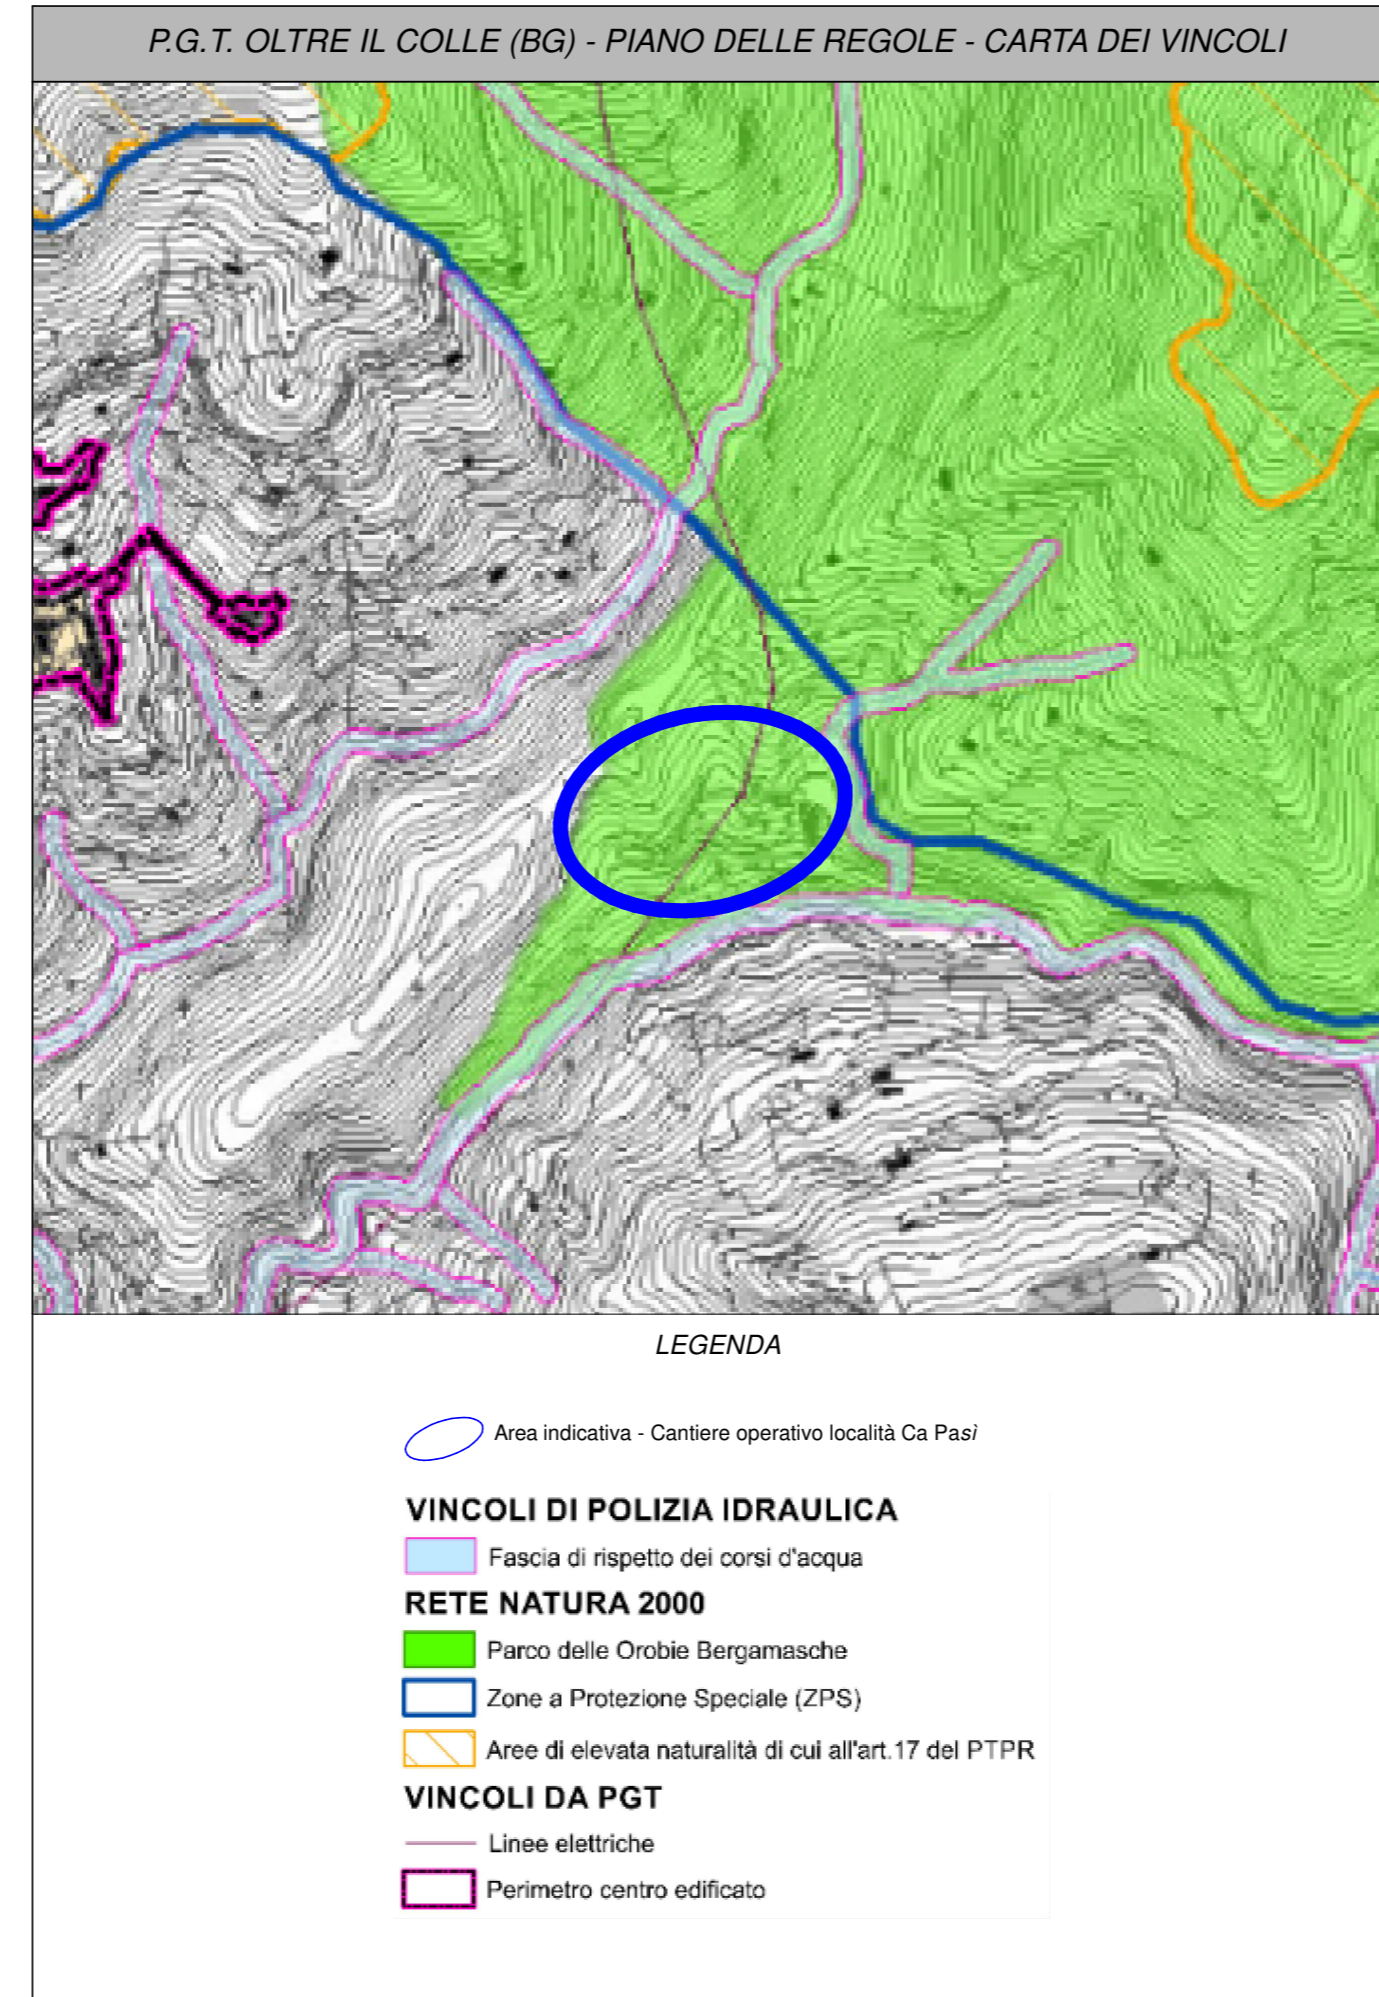 P.G.T. OLTRE IL COLLE (BG) - PIANO DELLE REGOLE - CARTA DEI VINCOLI
LEGENDA
Area indicativa - Cantiere operativo località Ca Pasì
VINCOLI DI POLIZIA IDRAULICA
Fascia di rispetto dei corsi d'acqua
RETE NATURA 2000
Parco delle Orobie Bergamasche
Zone a Protezione Speciale (ZPS)
Aree di elevata naturalità di cui all'art.17 del PTPR
VINCOLI DA PGT
Linee elettriche
Perimetro centro edificato